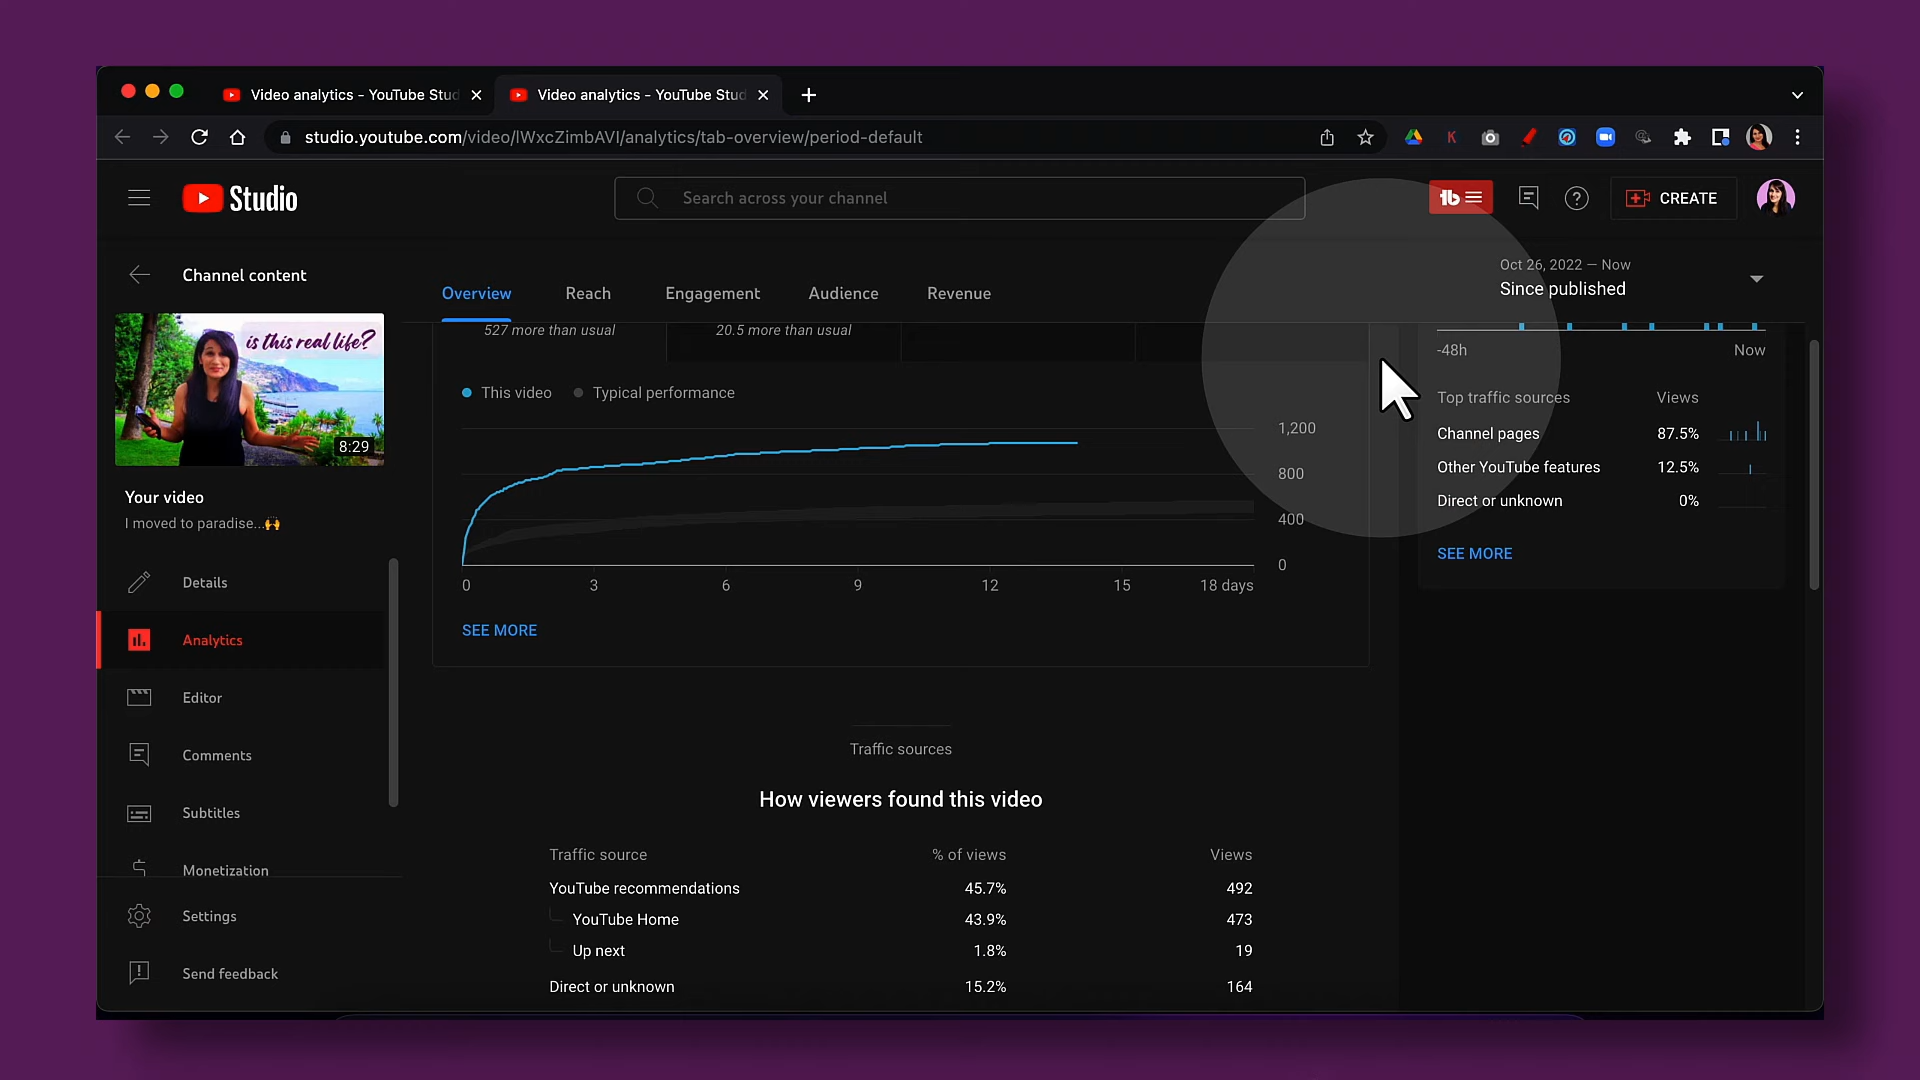 Video analytics - YouTube Stud
Video analytics - YouTube Stud
studio.youtube.com/video/lWxcZimbAVI/analytics/tab-overview/period-default
K
Studio
Search across your channel
tb
?
CREATE
Channel content
Overview
Reach
Engagement
Audience
Revenue
Oct 26, 2022 – Now
Since published
is this real life?
8:29
Your video
I moved to paradise...🙌
Details
Analytics
Editor
Comments
Subtitles
Monetization
Settings
Send feedback
527 more than usual
20.5 more than usual
This video
Typical performance
1,200
800
400
0
0 3 6 9 12 15 18 days
SEE MORE
Traffic sources
How viewers found this video
Traffic source % of views Views
YouTube recommendations 45.7% 492
YouTube Home 43.9% 473
Up next 1.8% 19
Direct or unknown 15.2% 164
-48h Now
Top traffic sources Views
Channel pages 87.5%
Other YouTube features 12.5%
Direct or unknown 0%
SEE MORE